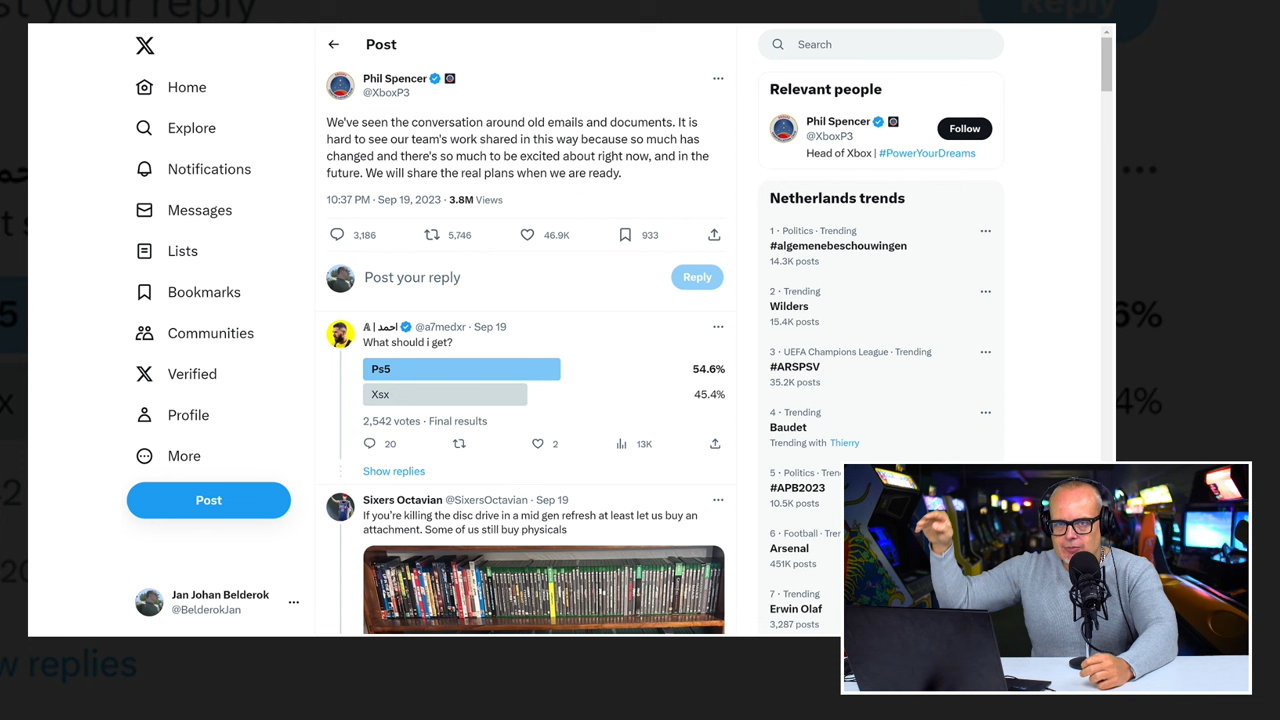 Home
Explore
Notifications
Messages
Lists
Bookmarks
Communities
Verified
Profile
More
Post
Jan Johan Belderok
@BelderokJan
Post
Phil Spencer
@XboxP3
We've seen the conversation around old emails and documents. It is
hard to see our team's work shared in this way because so much has
changed and there's so much to be excited about right now, and in the
future. We will share the real plans when we are ready.
10:37 PM · Sep 19, 2023 · 3.8M Views
3,186 5,746 46.9K 933
Post your reply
Reply
A | احمد @a7medxr · Sep 19
What should i get?
Ps5 54.6%
Xsx 45.4%
2,542 votes · Final results
20 2 13K
Show replies
Sixers Octavian @SixersOctavian · Sep 19
If you're killing the disc drive in a mid gen refresh at least let us buy an
attachment. Some of us still buy physicals
Search
Relevant people
Phil Spencer
@XboxP3
Follow
Head of Xbox | #PowerYourDreams
Netherlands trends
1 · Politics · Trending
#algemenebeschouwingen
14.3K posts
2 · Trending
Wilders
15.4K posts
3 · UEFA Champions League · Trending
#ARSPSV
35.2K posts
4 · Trending
Baudet
Trending with Thierry
5 · Politics · Tren
#APB2023
10.5K posts
6 · Football · Tre
Arsenal
451K posts
7 · Trending
Erwin Olaf
3,287 posts
st your reply
Reply
6%
4%
w replies